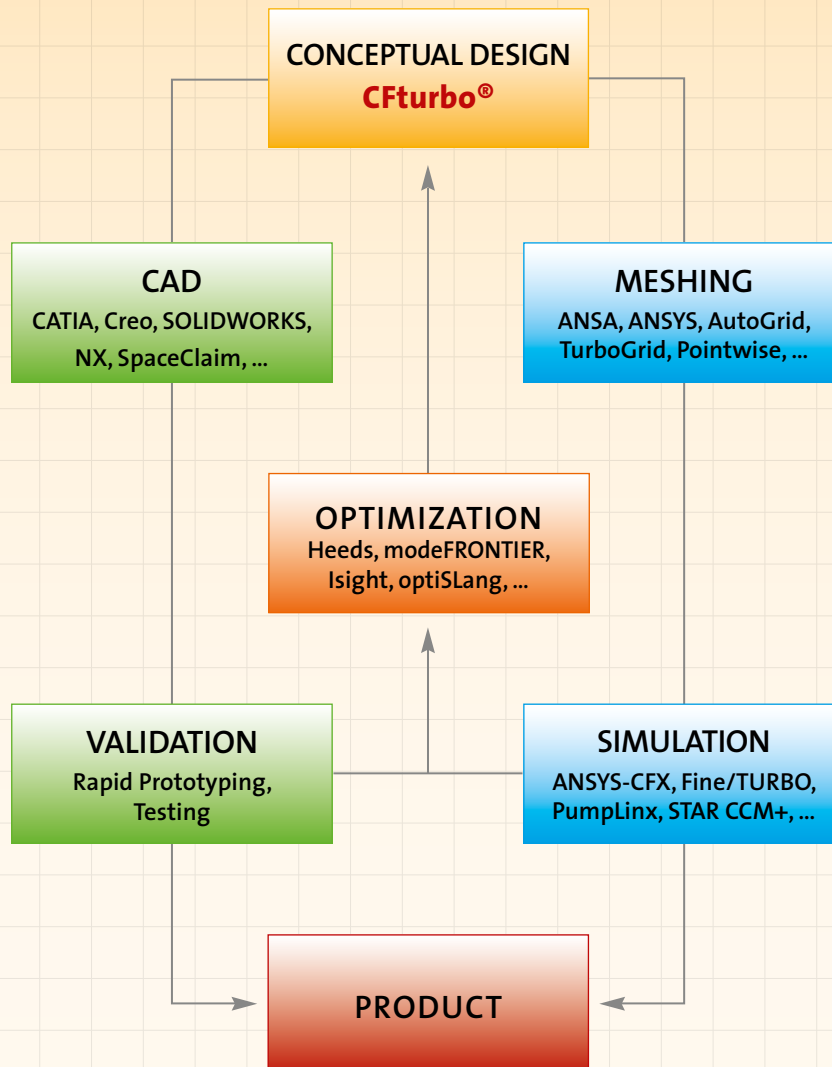 CONCEPTUAL DESIGN
CFturbo®
CAD
CATIA, Creo, SOLIDWORKS,
NX, SpaceClaim, ...
MESHING
ANSA, ANSYS, AutoGrid,
TurboGrid, Pointwise, ...
OPTIMIZATION
Heeds, modeFRONTIER,
Isight, optiSLang, ...
VALIDATION
Rapid Prototyping,
Testing
SIMULATION
ANSYS-CFX, Fine/TURBO,
PumpLinx, STAR CCM+, ...
PRODUCT